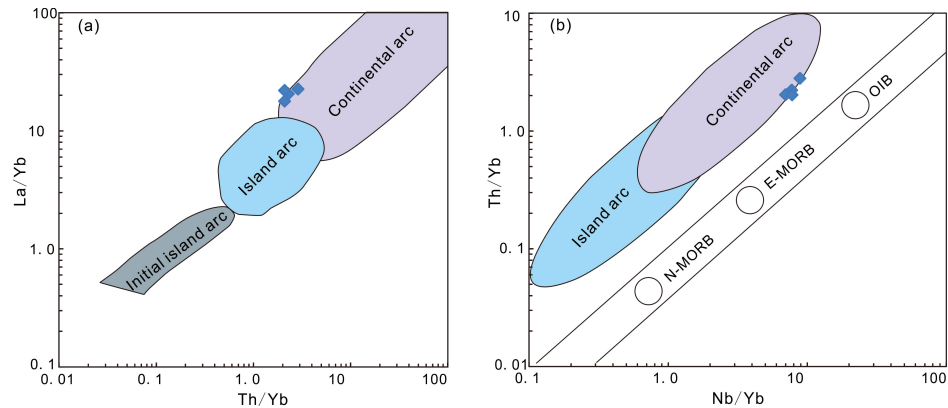 (a)
100
10
1.0
0.1
La/Yb
Continental arc
Island arc
Initial island arc
0.01
0.1
1.0
10
100
Th/Yb
(b)
10
1.0
0.1
0.01
Th/Yb
Continental arc
Island arc
OIB
E-MORB
N-MORB
0.1
1.0
10
100
Nb/Yb